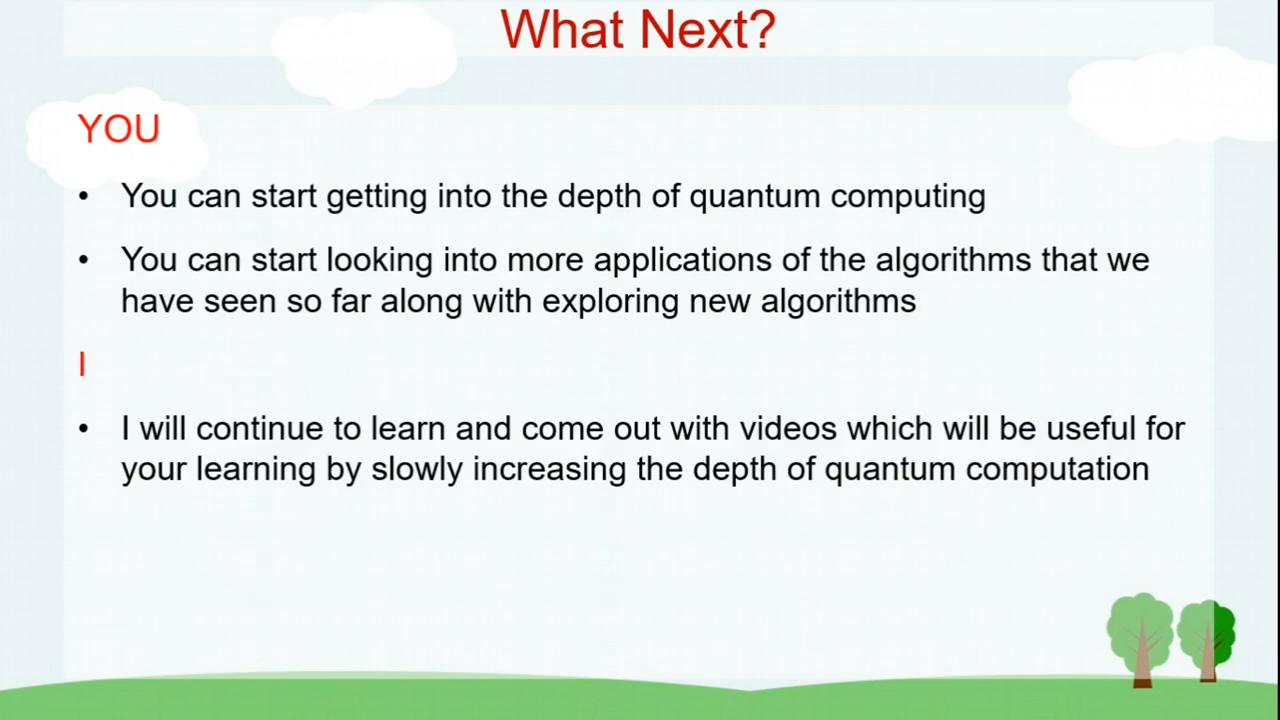 What Next?
YOU
• You can start getting into the depth of quantum computing
• You can start looking into more applications of the algorithms that we
have seen so far along with exploring new algorithms
I
• I will continue to learn and come out with videos which will be useful for
your learning by slowly increasing the depth of quantum computation